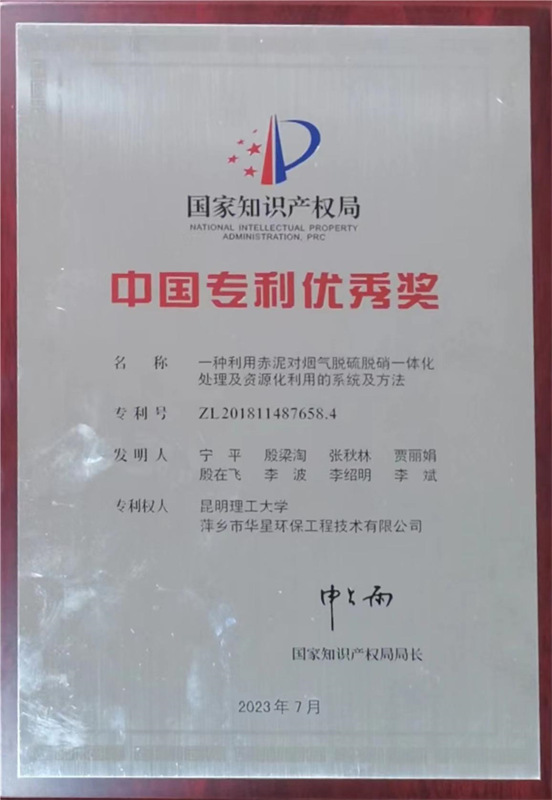 国家知识产权局
NATIONAL INTELLECTUAL PROPERTY
ADMINISTRATION, PRC
中国专利优秀奖
名 称 一种利用赤泥对烟气脱硫脱硝一体化
处理及资源化利用的系统及方法
专利号 ZL201811487658.4
发明人 宁 平 殷梁淘 张秋林 贾丽娟
殷在飞 李 波 李绍明 李 斌
专利权人 昆明理工大学
萍乡市华星环保工程技术有限公司
申长雨
国家知识产权局局长
2023年7月